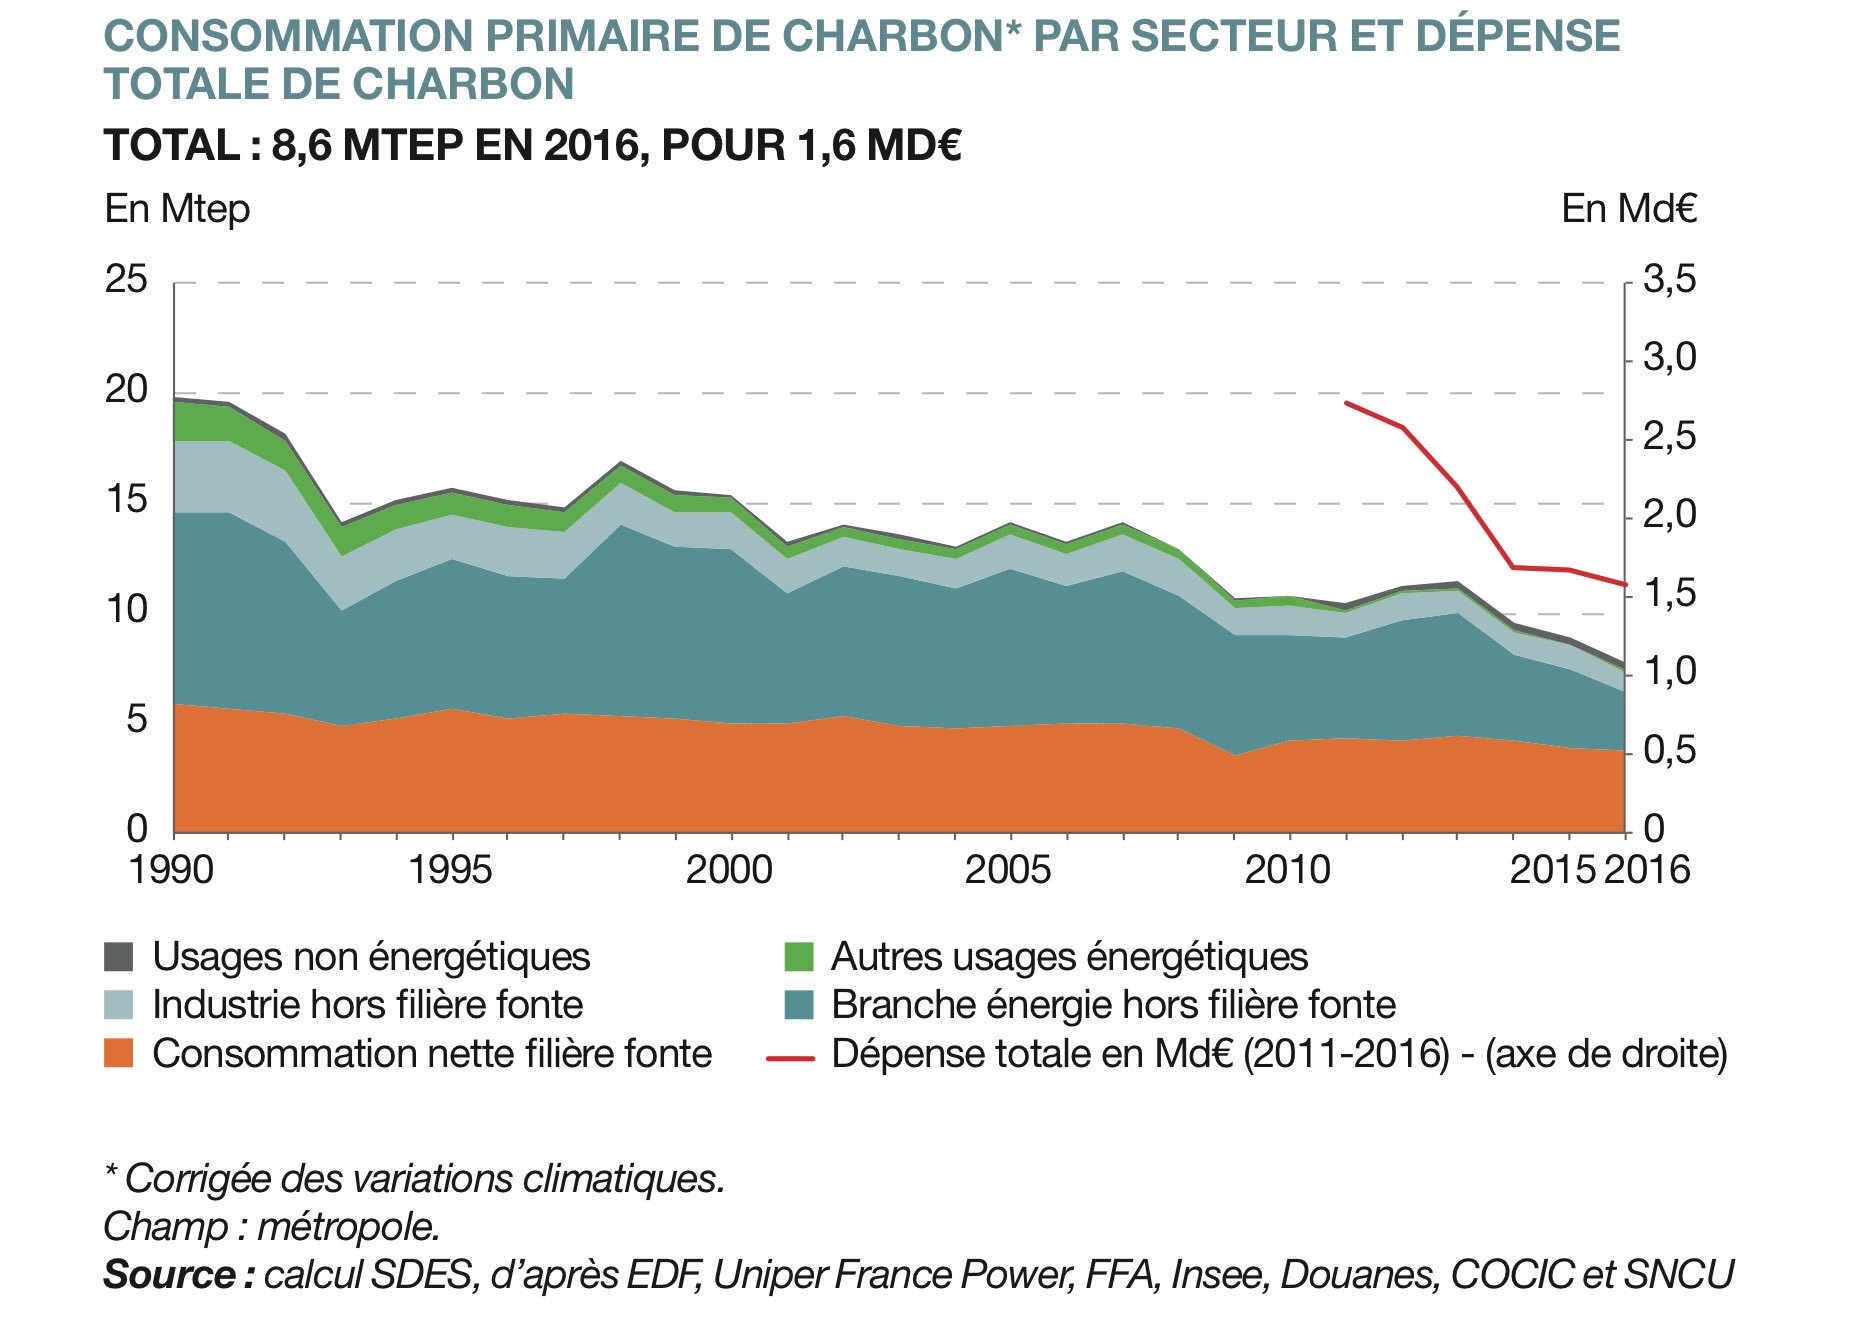 CONSOMMATION PRIMAIRE DE CHARBON* PAR SECTEUR ET DÉPENSE
TOTALE DE CHARBON
TOTAL : 8,6 MTEP EN 2016, POUR 1,6 MD€
En Mtep
En Md€
25
20
15
10
5
0
3,5
3,0
2,5
2,0
1,5
1,0
0,5
0
1990
1995
2000
2005
2010
2015
2016
Usages non énergétiques
Autres usages énergétiques
Industrie hors filière fonte
Branche énergie hors filière fonte
Consommation nette filière fonte
Dépense totale en Md€ (2011-2016) - (axe de droite)
* Corrigée des variations climatiques.
Champ : métropole.
Source : calcul SDES, d’après EDF, Uniper France Power, FFA, Insee, Douanes, COCIC et SNCU